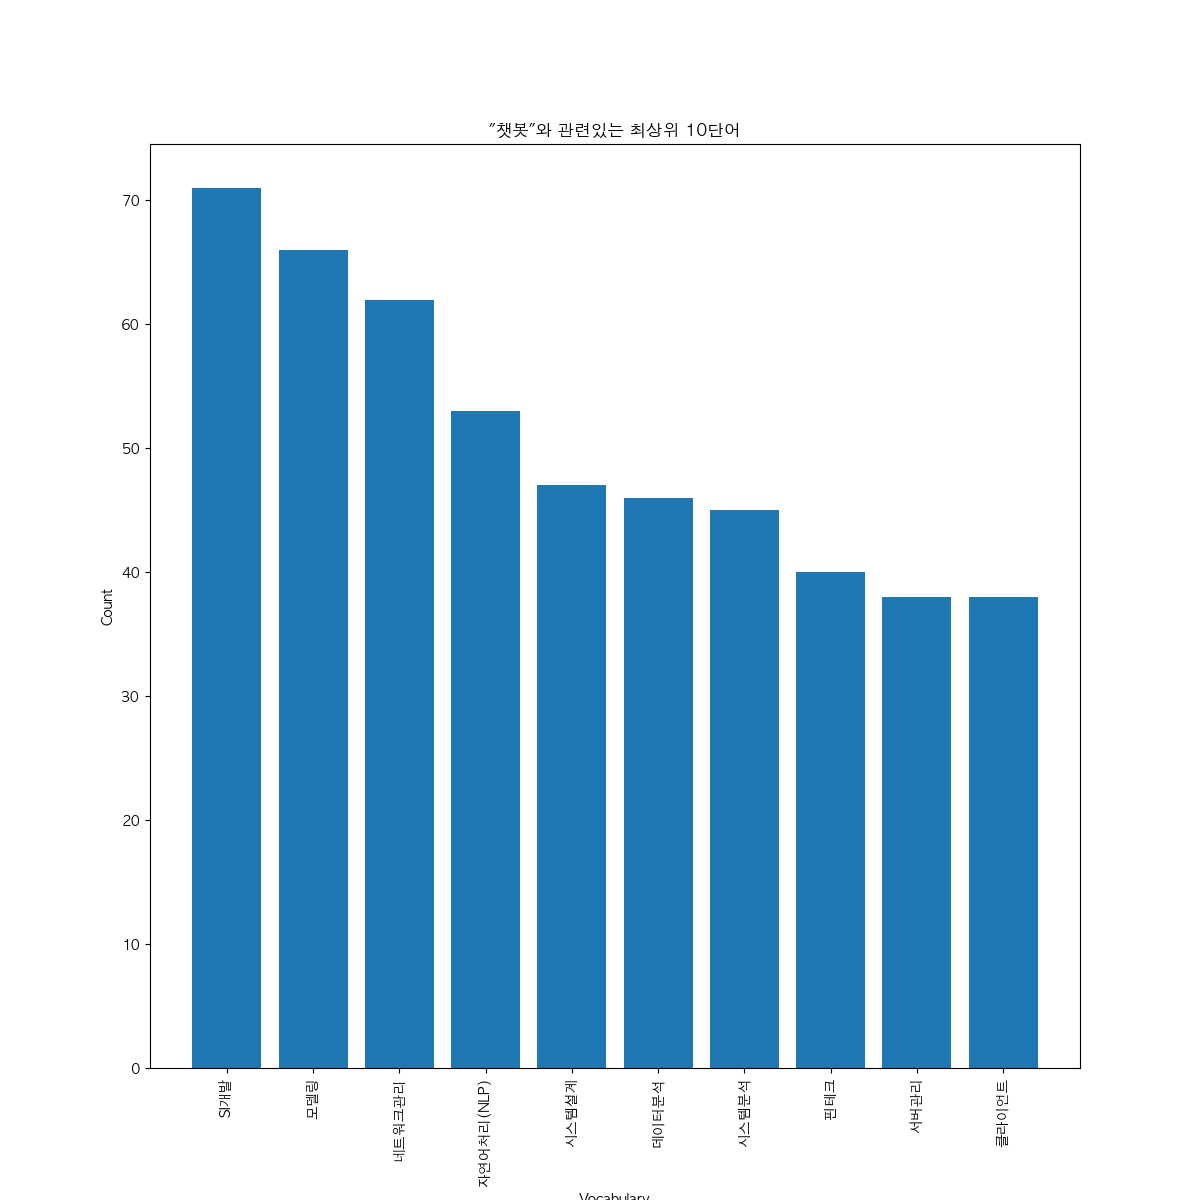 "챗봇"와 관련있는 최상위 10단어
70
60
50
40
30
20
10
0
Count
SI개발
모델링
네트워크관리
자연어처리(NLP)
시스템설계
데이터분석
시스템분석
핀테크
서버관리
클라이언트
Vocabulary